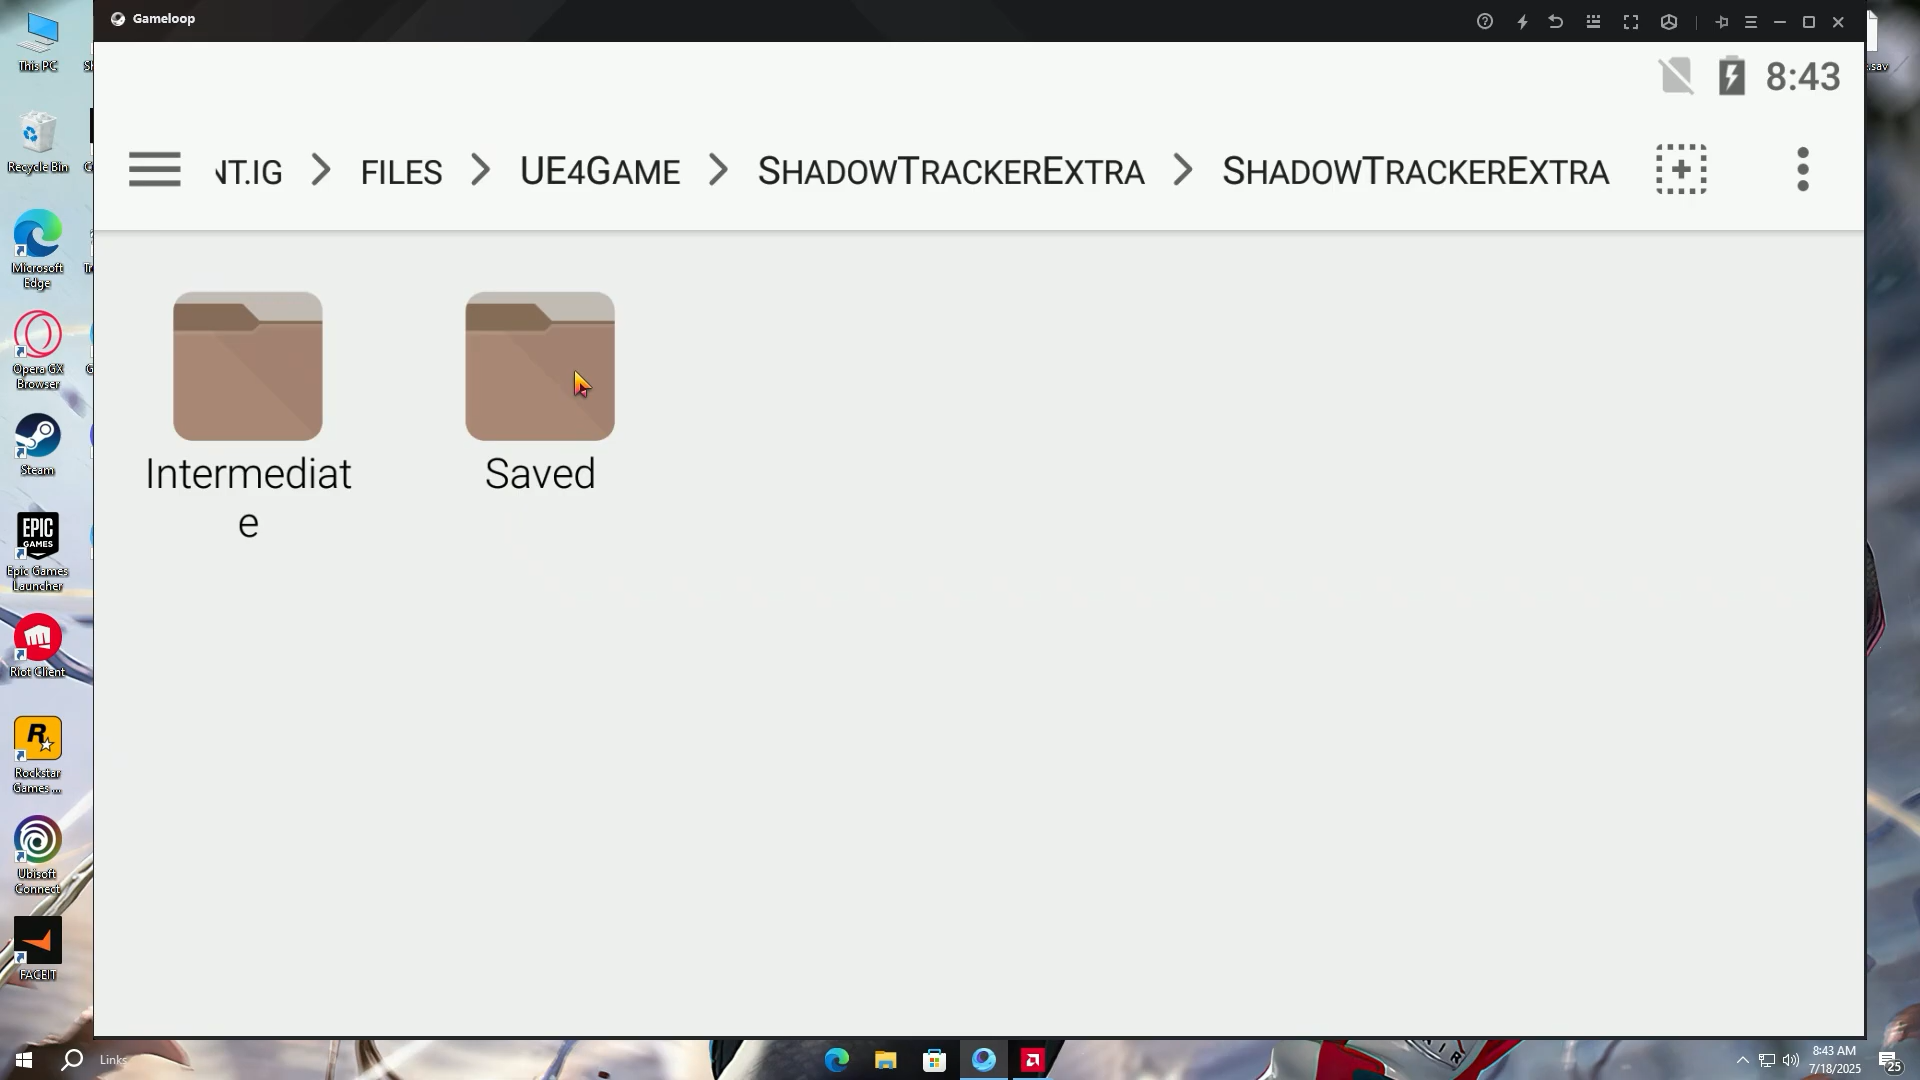 Gameloop
8:43
NT.IG > FILES > UE4GAME > SHADOWTRACKEREXTRA > SHADOWTRACKEREXTRA
Intermediat
e
Saved
This PC
Recycle Bin
Microsoft
Edge
Opera GX
Browser
Steam
EPIC
GAMES
Epic Games
Launcher
Riot Client
Rockstar
Games ...
Ubisoft
Connect
FACEIT
.sav
Links
8:43 AM
7/18/2025
25